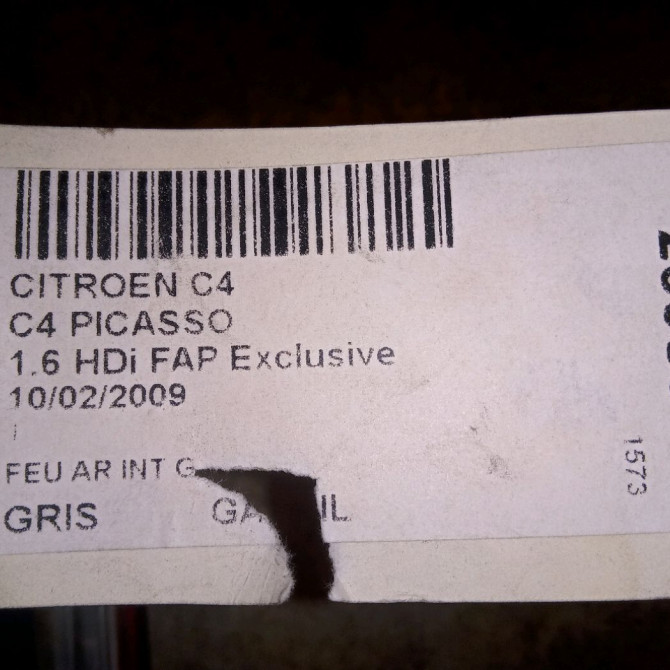 CITROEN C4
C4 PICASSO
1.6 HDi FAP Exclusive
10/02/2009
FEU AR INT G
GRIS
1573